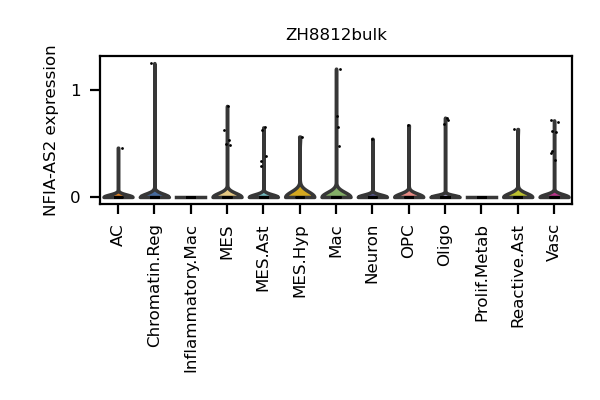 ZH8812bulk
NFIA-AS2 expression
1
0
AC
Chromatin.Reg
Inflammatory.Mac
MES
MES.Ast
MES.Hyp
Mac
Neuron
OPC
Oligo
Prolif.Metab
Reactive.Ast
Vasc